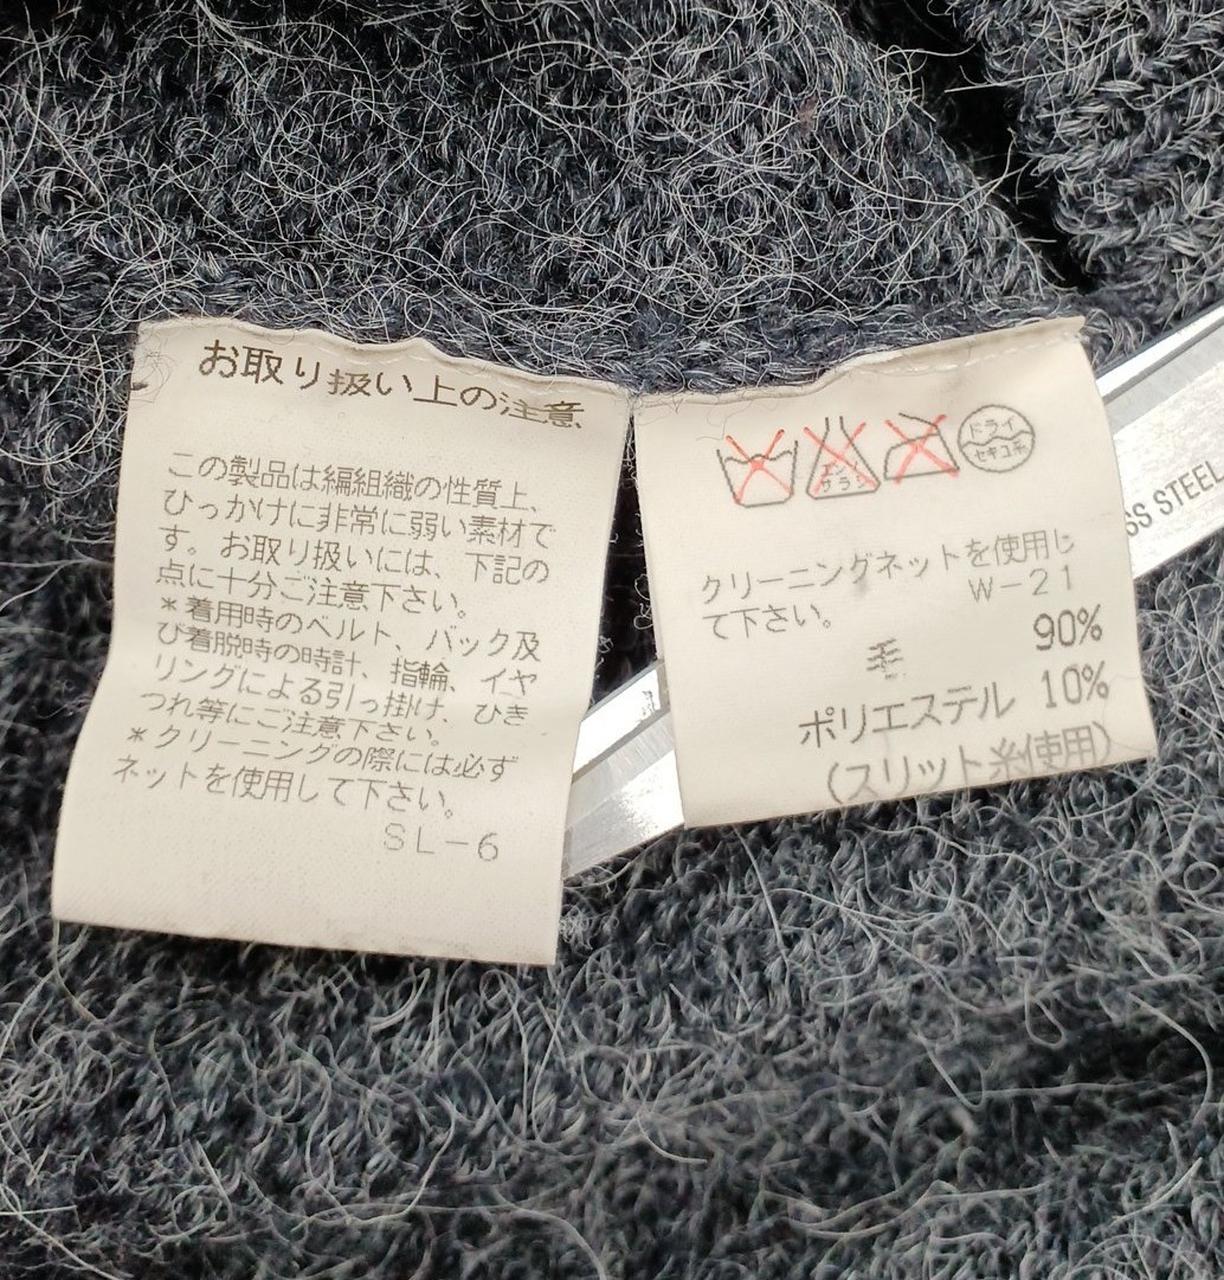 お取り扱い上の注意
この製品は編組織の性質上、
ひっかけに非常に弱い素材で
す。お取り扱いには、下記の
点に十分ご注意下さい。
*着用時のベルト、バック及
び着脱時の時計、指輪、イヤ
リングによる引っ掛け、ひき
つれ等にご注意下さい。
*クリーニングの際には必ず
ネットを使用して下さい。
SL-6
エンソ
サラシ
ドライ
セキユ系
クリーニングネットを使用し
て下さい。
W-21
毛 90%
ポリエステル 10%
(スリット糸使用)
SS STEEL